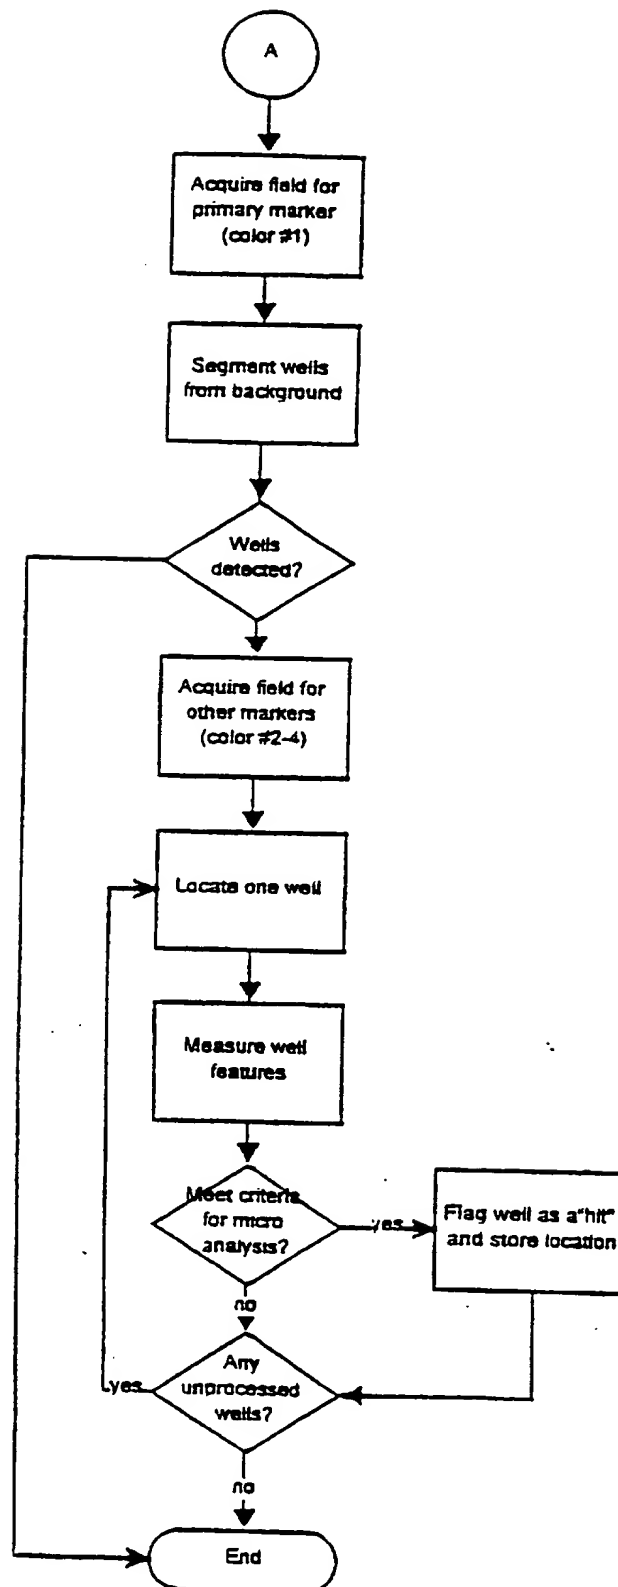 A
Acquire field for
primary marker
(color #1)
Segment wells
from background
Wells
detected?
Acquire field for
other markers
(color #2-4)
Locate one well
Measure well
features
Meet criteria
for micro
analysis?
yes
Flag well as a"hit"
and store location
no
Any
unprocessed
wells?
yes
no
End